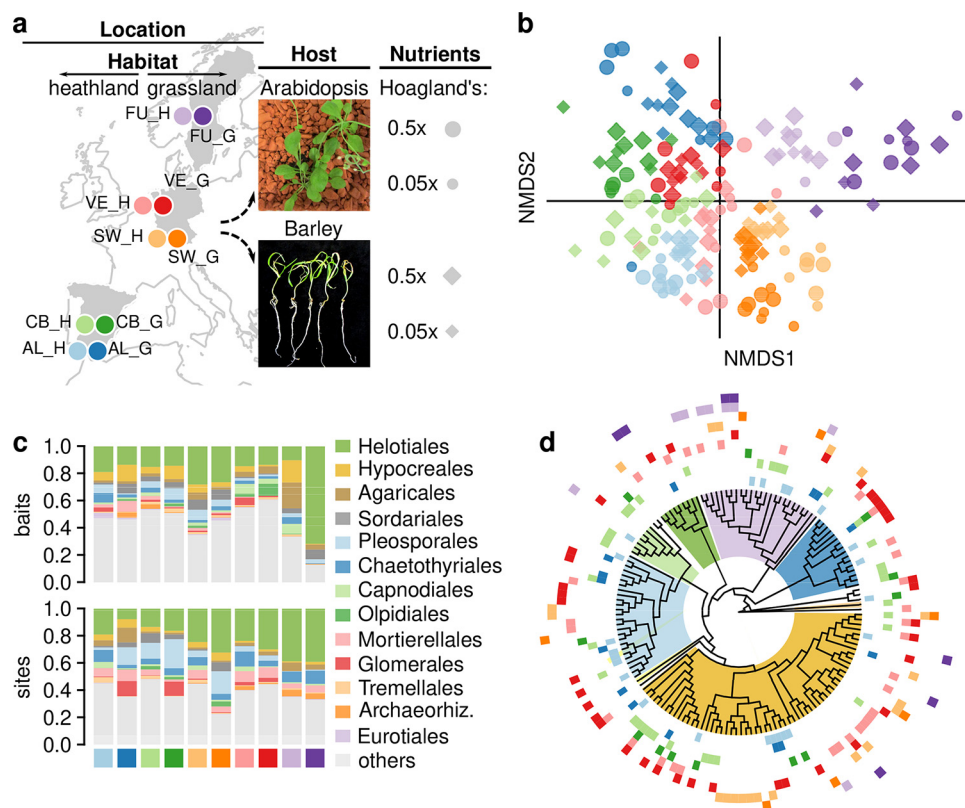 a
Location
Habitat
heathland grassland
Host
Nutrients
Arabidopsis
Hoagland's:
FU_H
FU_G
0.5x
0.05x
VE_G
VE_H
SW_H
SW_G
Barley
0.5x
0.05x
CB_H CB_G
AL_H AL_G
b
NMDS2
NMDS1
c
baits
1.0
0.8
0.6
0.4
0.2
0.0
sites
1.0
0.8
0.6
0.4
0.2
0.0
Helotiales
Hypocreales
Agaricales
Sordariales
Pleosporales
Chaetothyriales
Capnodiales
Olpidiales
Mortierellales
Glomerales
Tremellales
Archaeorhiz.
Eurotiales
others
d